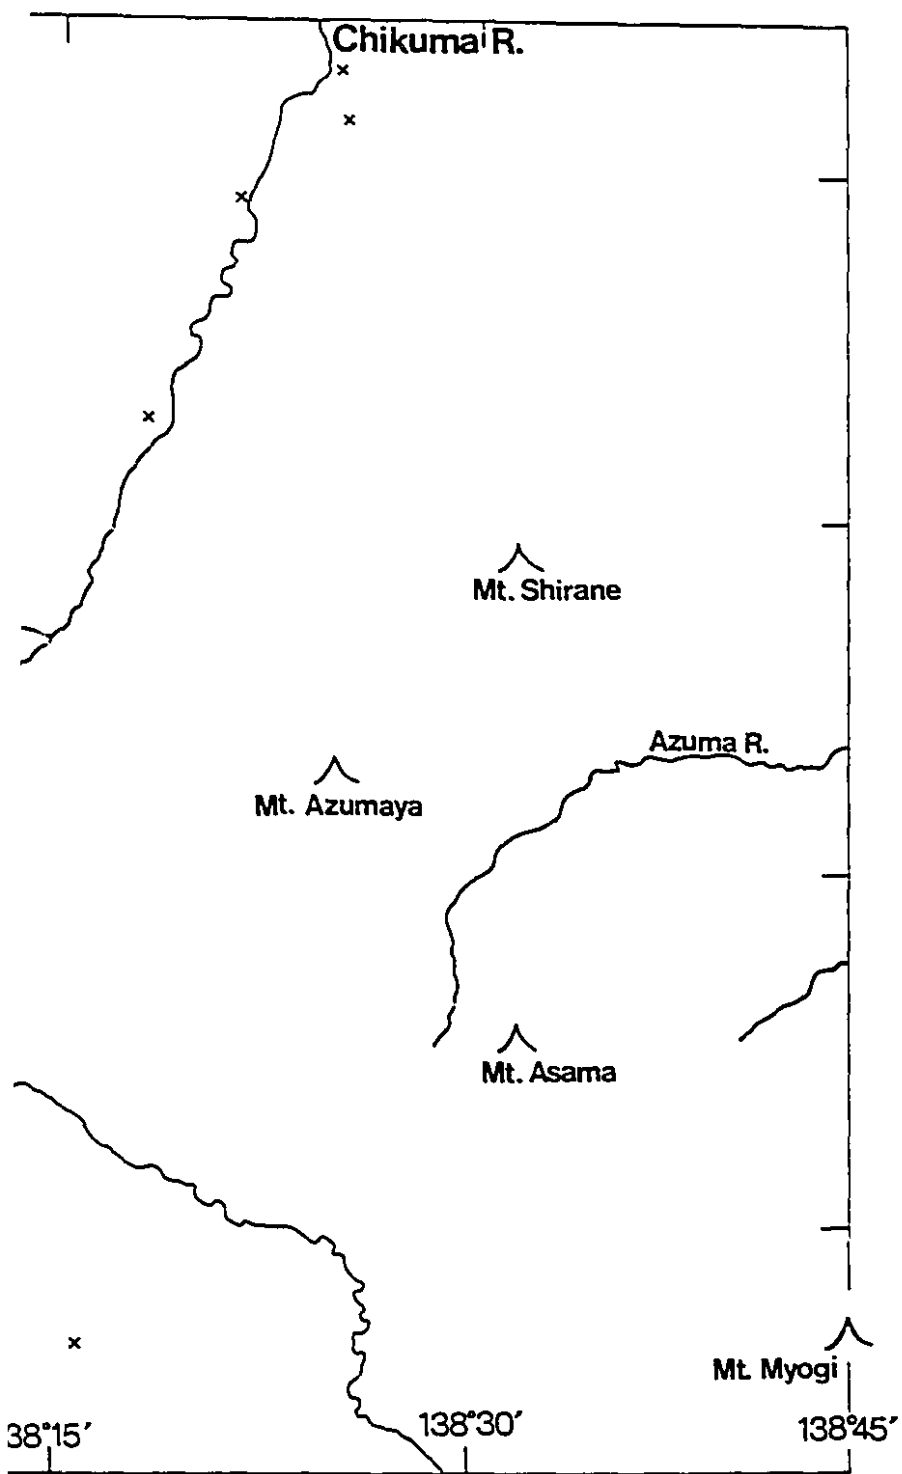 Chikuma R.
Mt. Shirane
Azuma R.
Mt. Azumaya
Mt. Asama
Mt. Myogi
38°15′
138°30′
138°45′